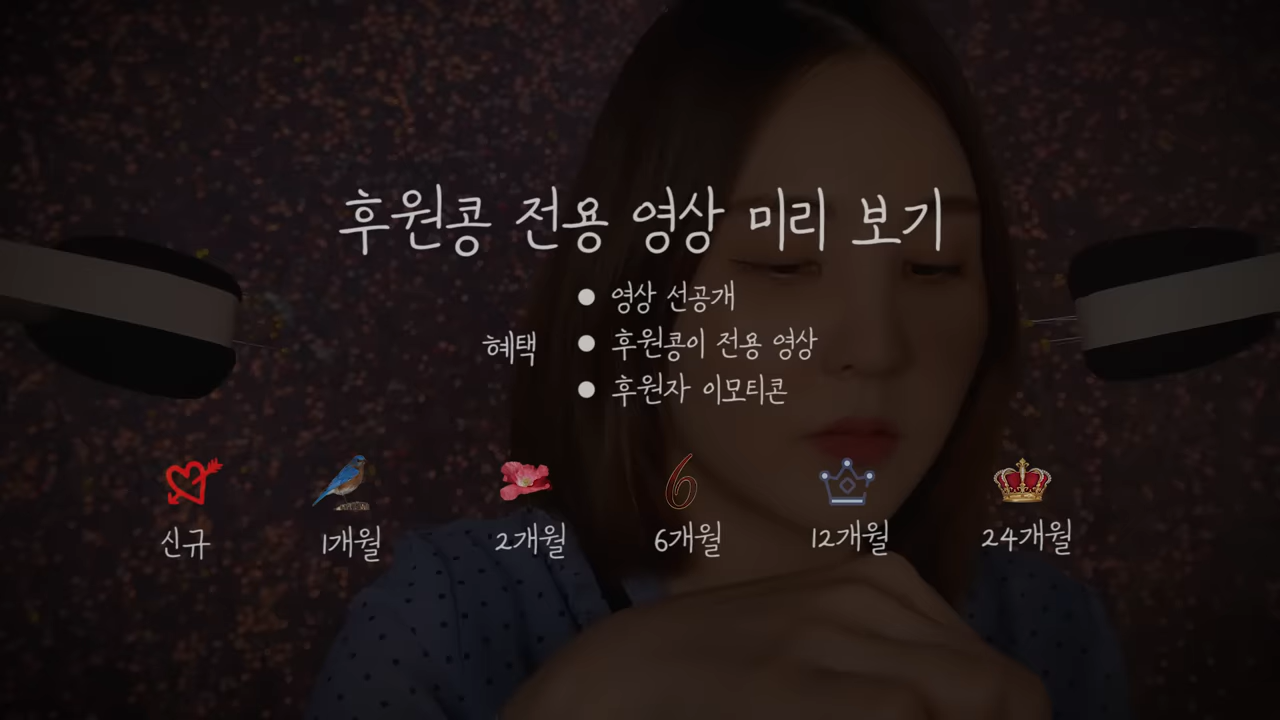 후원콩 전용 영상 미리 보기
혜택
● 영상 선공개
● 후원콩이 전용 영상
● 후원자 이모티콘
6
신규 1개월 2개월 6개월 12개월 24개월